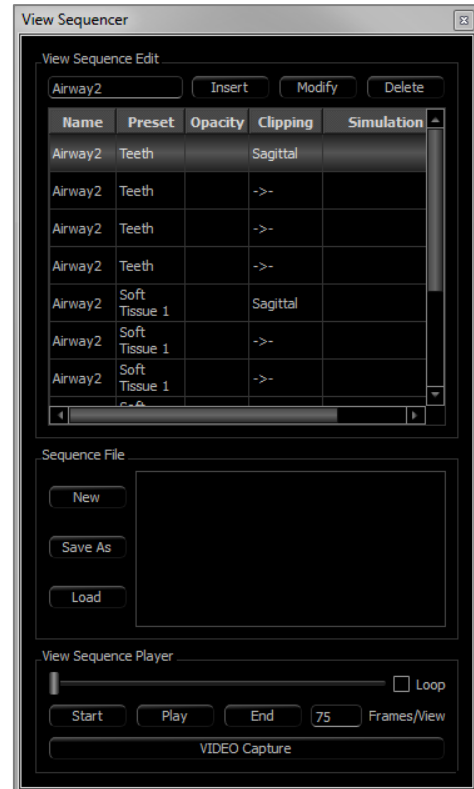 View Sequencer
View Sequence Edit
Airway2 Insert Modify Delete
Name Preset Opacity Clipping Simulation
Airway2 Teeth Sagittal
Airway2 Teeth ->-
Airway2 Teeth ->-
Airway2 Teeth ->-
Airway2 Soft Tissue 1 Sagittal
Airway2 Soft Tissue 1 ->-
Airway2 Soft Tissue 1 ->-
Soft
Sequence File
New
Save As
Load
View Sequence Player
Loop
Start Play End 75 Frames/View
VIDEO Capture